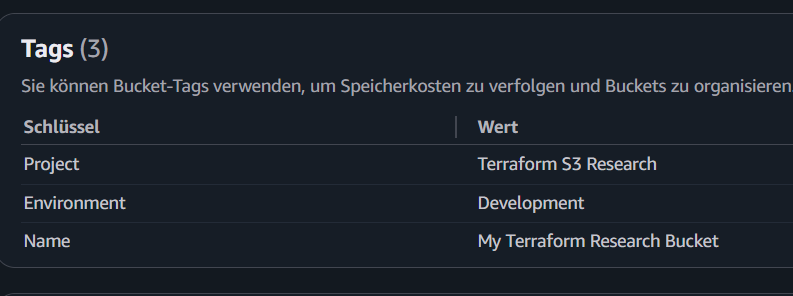 Tags (3)
Sie können Bucket-Tags verwenden, um Speicherkosten zu verfolgen und Buckets zu organisieren.
Schlüssel Wert
Project Terraform S3 Research
Environment Development
Name My Terraform Research Bucket